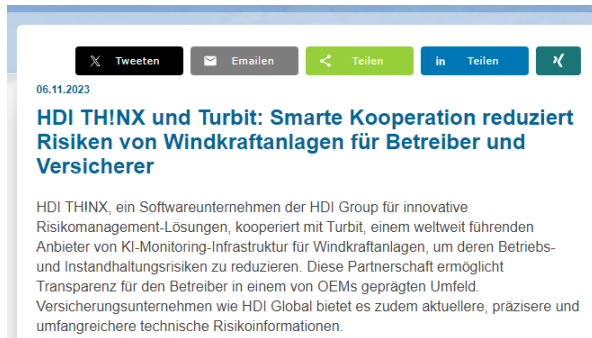 Tweeten Emailen Teilen in Teilen
06.11.2023
HDI TH!NX und Turbit: Smarte Kooperation reduziert
Risiken von Windkraftanlagen für Betreiber und
Versicherer
HDI THINX, ein Softwareunternehmen der HDI Group für innovative
Risikomanagement-Lösungen, kooperiert mit Turbit, einem weltweit führenden
Anbieter von KI-Monitoring-Infrastruktur für Windkraftanlagen, um deren Betriebs-
und Instandhaltungsrisiken zu reduzieren. Diese Partnerschaft ermöglicht
Transparenz für den Betreiber in einem von OEMs geprägten Umfeld.
Versicherungsunternehmen wie HDI Global bietet es zudem aktuellere, präzisere und
umfangreichere technische Risikoinformationen.